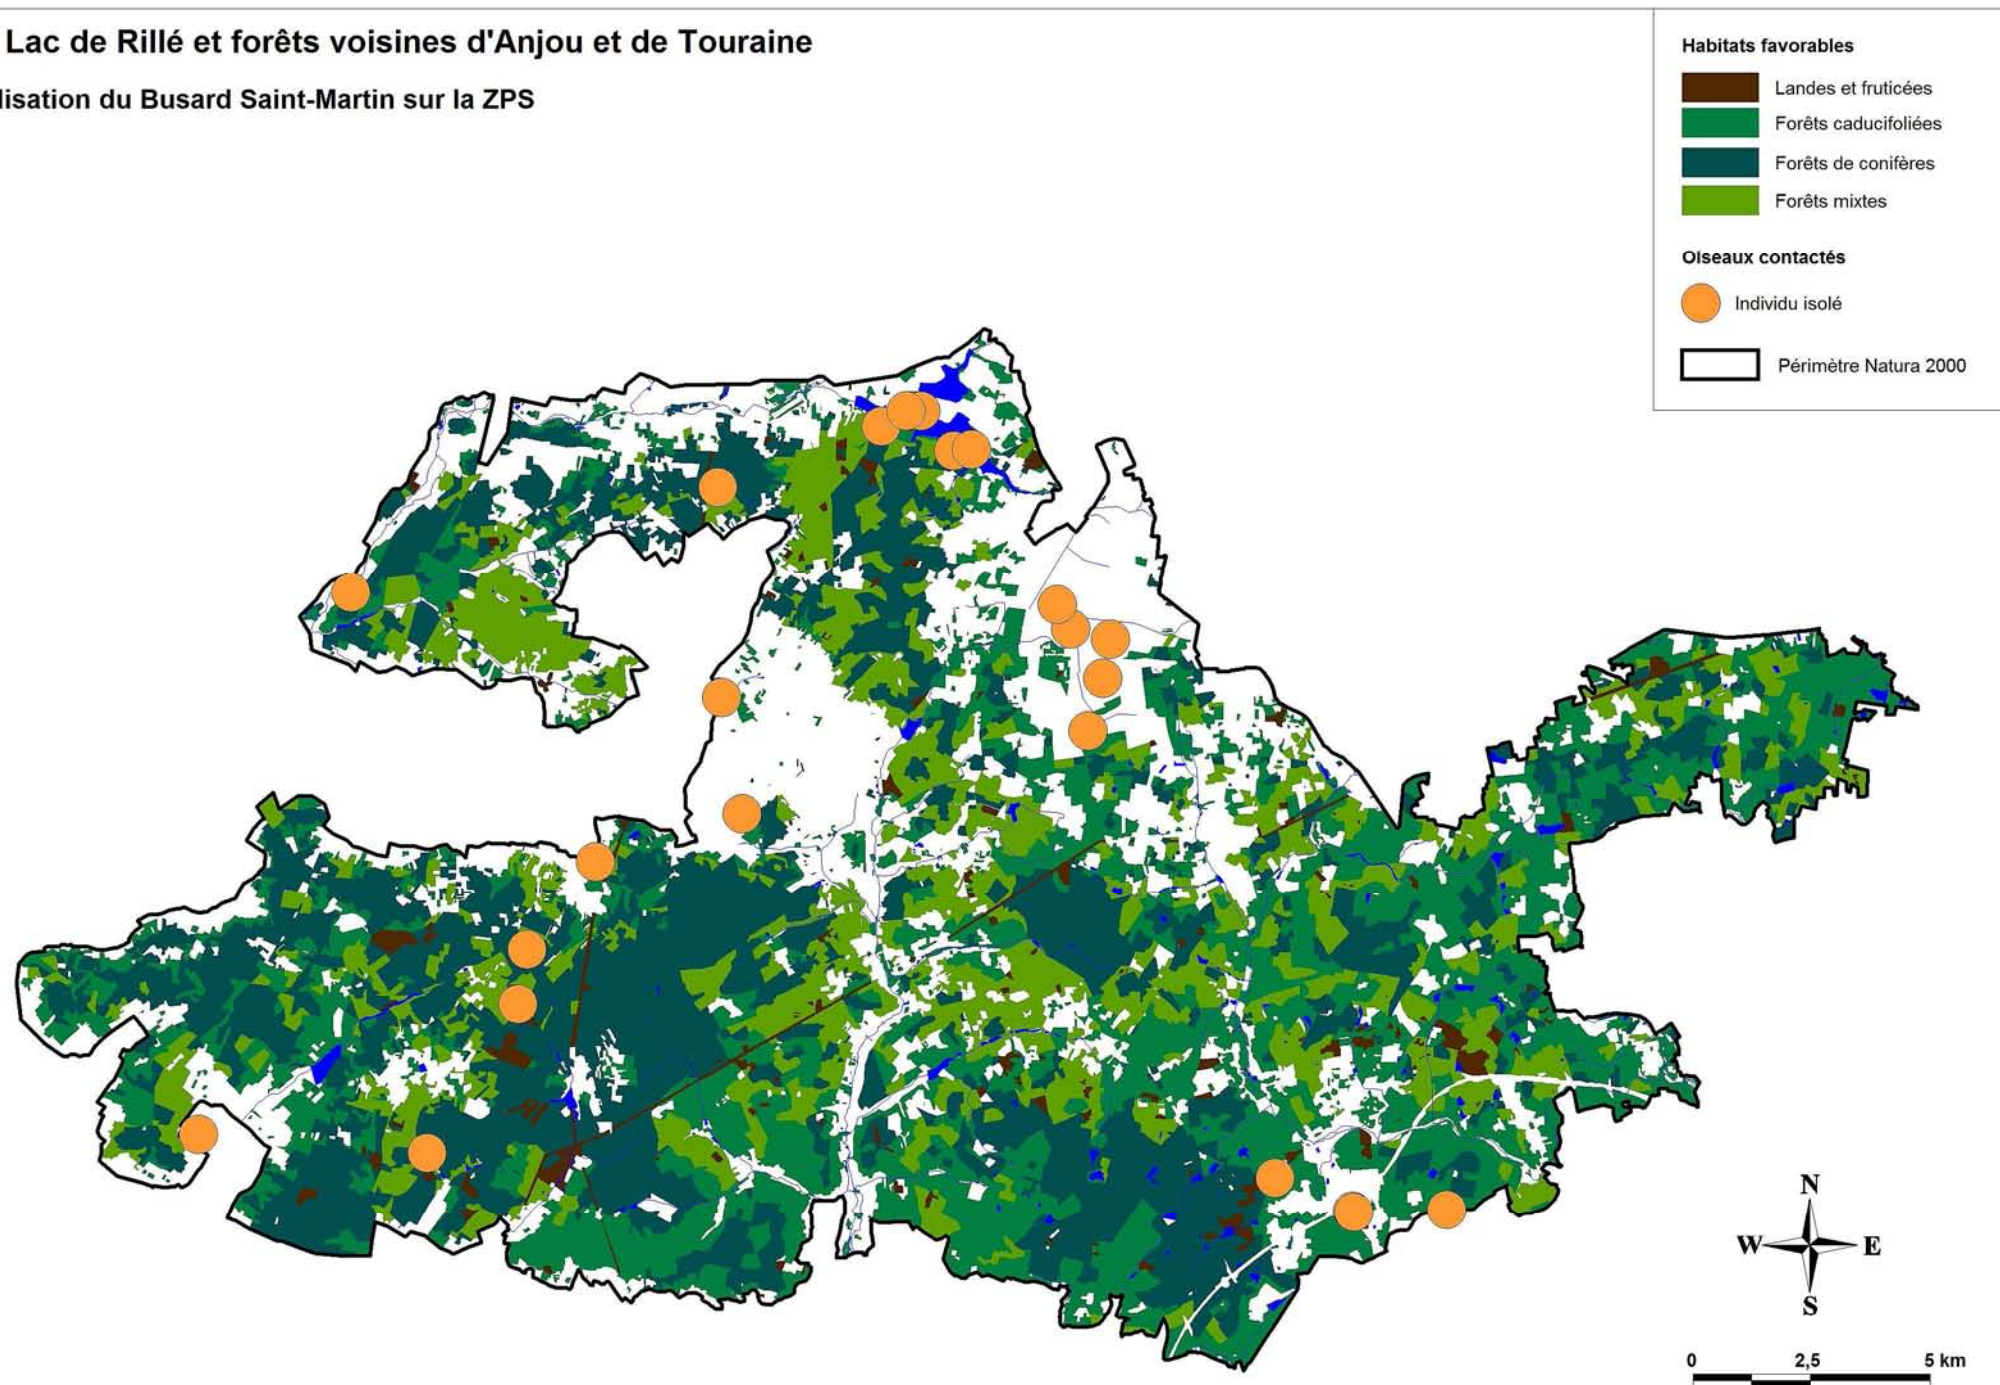 Lac de Rillé et forêts voisines d'Anjou et de Touraine
lisation du Busard Saint-Martin sur la ZPS
Habitats favorables
Landes et fruticées
Forêts caducifoliées
Forêts de conifères
Forêts mixtes
Oiseaux contactés
Individu isolé
Périmètre Natura 2000
N
W E
S
0 2,5 5 km